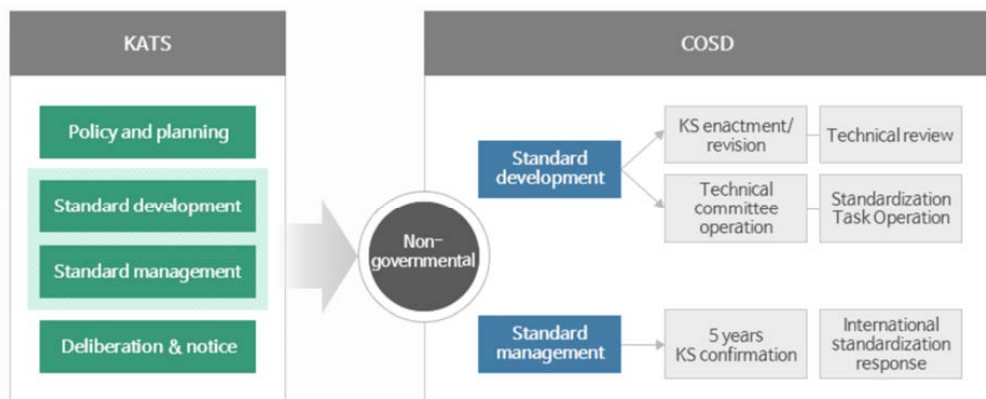 KATS
Policy and planning
Standard development
Standard management
Deliberation & notice
Non-
governmental
COSD
Standard
development
KS enactment/
revision
Technical review
Technical
committee
operation
Standardization
Task Operation
Standard
management
5 years
KS confirmation
International
standardization
response